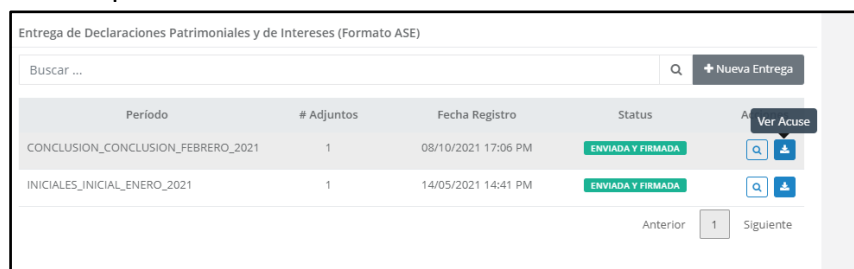 Entrega de Declaraciones Patrimoniales y de Intereses (Formato ASE)
Buscar ... + Nueva Entrega
Período # Adjuntos Fecha Registro Status
Ver Acuse
CONCLUSION_CONCLUSION_FEBRERO_2021 1 08/10/2021 17:06 PM ENVIADA Y FIRMADA
INICIALES_INICIAL_ENERO_2021 1 14/05/2021 14:41 PM ENVIADA Y FIRMADA
Anterior 1 Siguiente